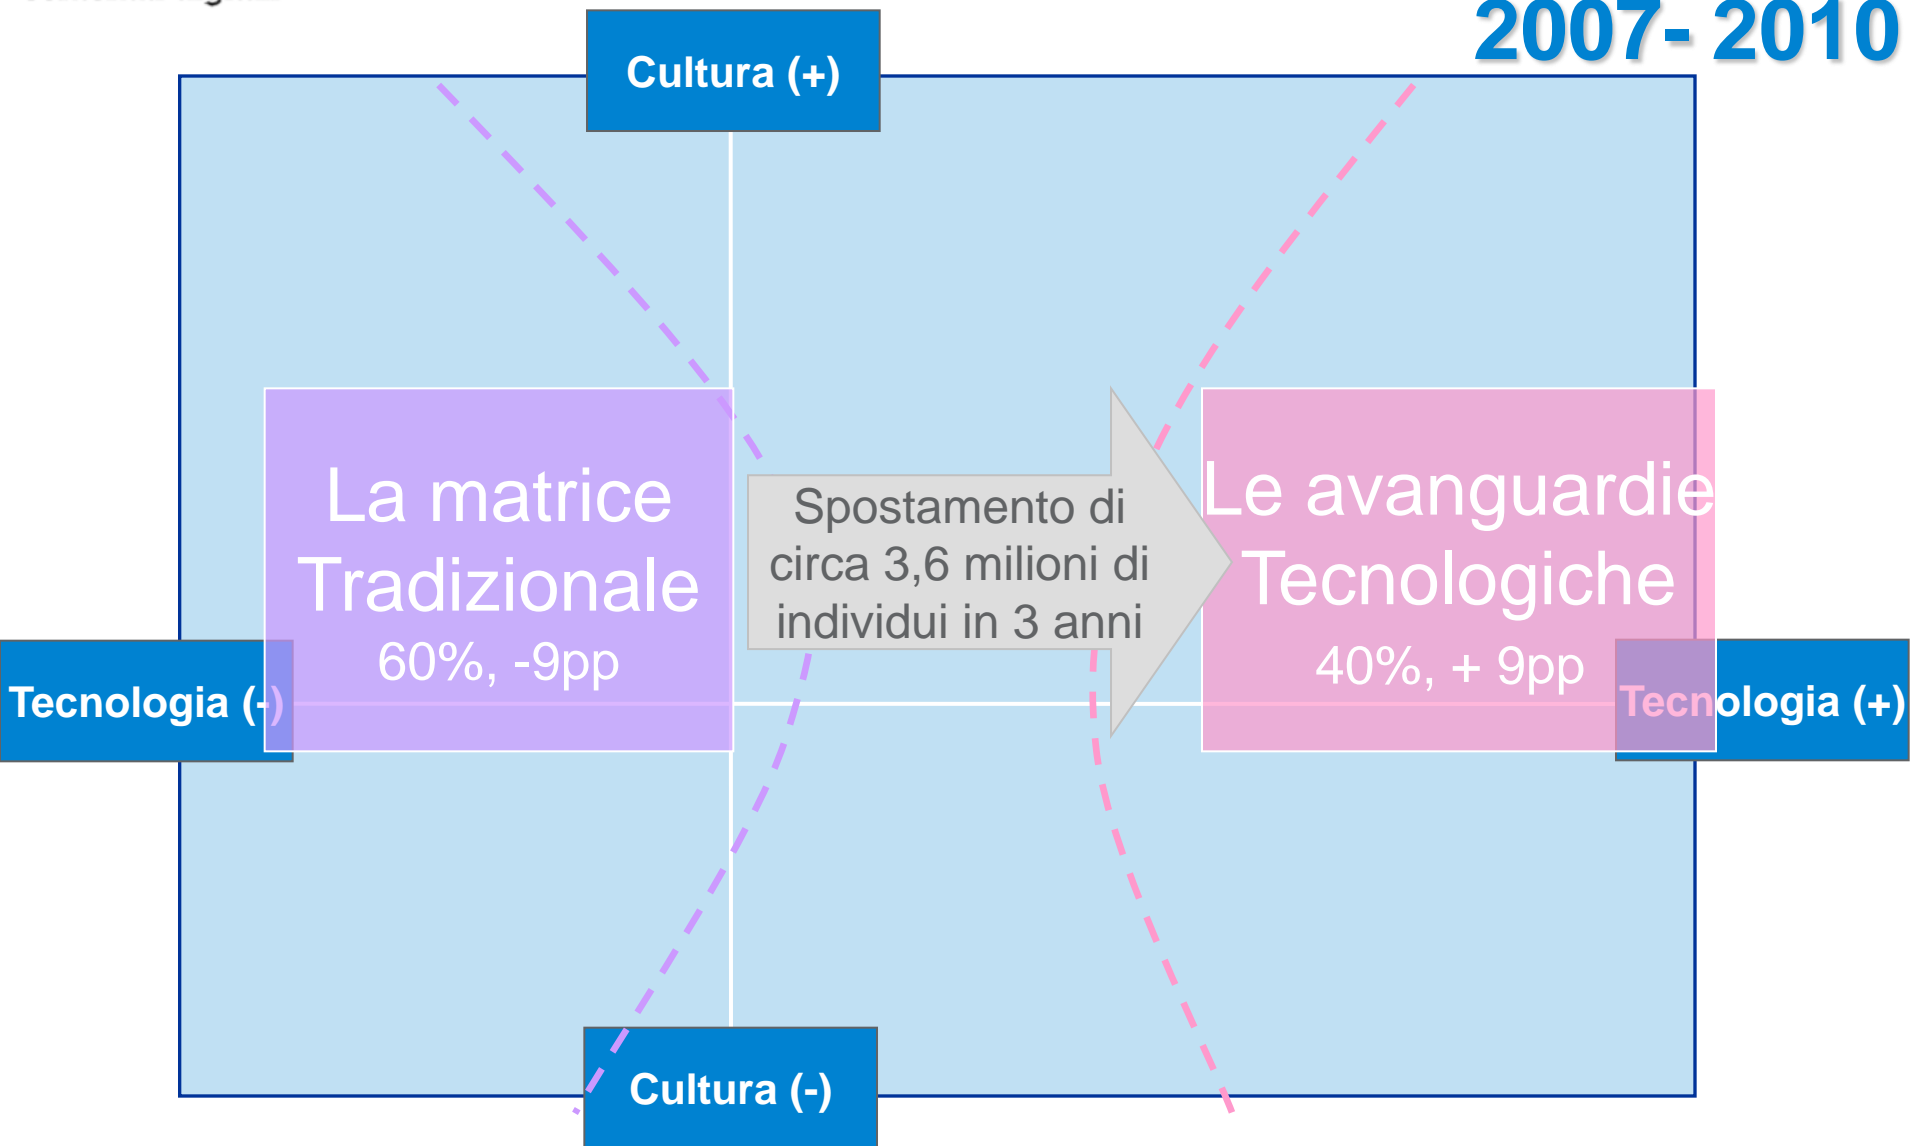 2007- 2010
Cultura (+)
La matrice
Tradizionale
60%, -9pp
Spostamento di
circa 3,6 milioni di
individui in 3 anni
Le avanguardie
Tecnologiche
40%, + 9pp
Tecnologia (-)
Tecnologia (+)
Cultura (-)